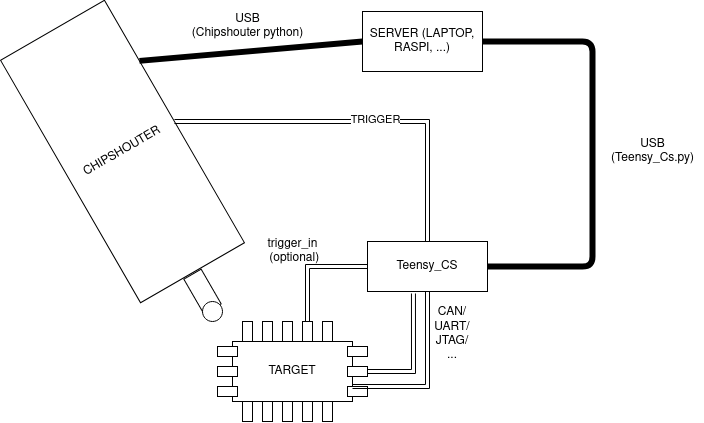 USB
(Chipshouter python)
SERVER (LAPTOP,
RASPI, ...)
TRIGGER
CHIPSHOUTER
USB
(Teensy_Cs.py)
trigger_in
(optional)
Teensy_CS
CAN/
UART/
JTAG/
...
TARGET